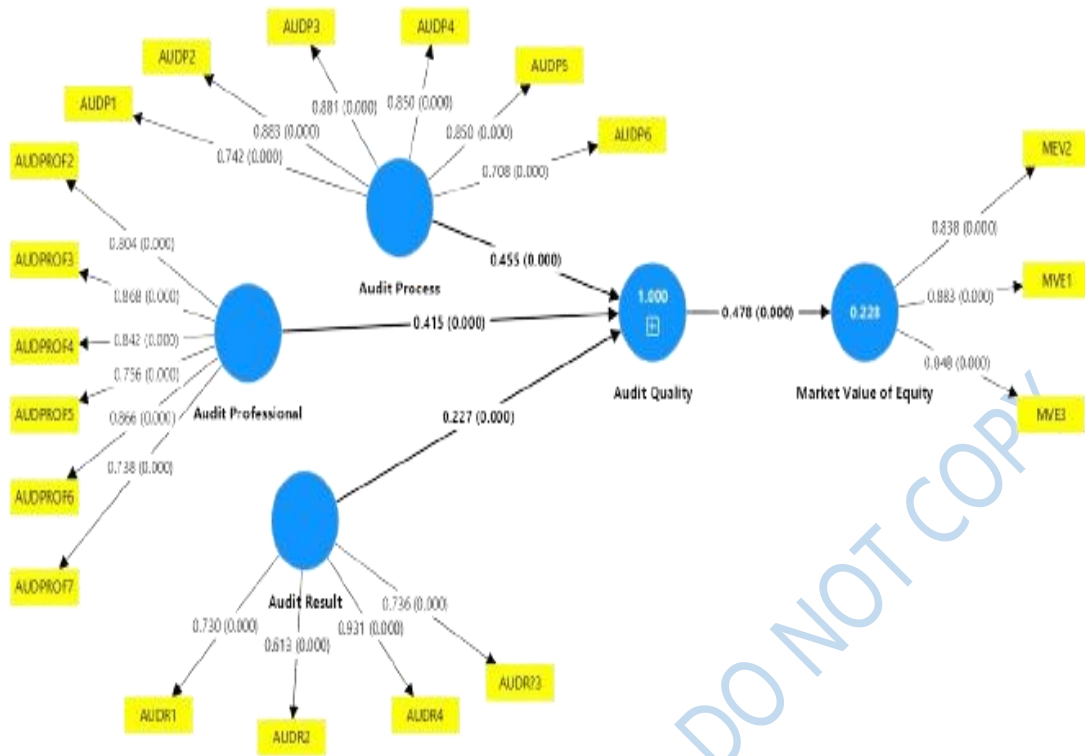 AUDP3
AUDP4
AUDP2
AUDP5
AUDP1
AUDP6
0.881 (0.000)
0.850 (0.000)
0.883 (0.000)
0.850 (0.000)
0.742 (0.000)
0.708 (0.000)
AUDPROF2
MEV2
0.804 (0.000)
0.838 (0.000)
AUDPROF3
0.455 (0.000)
Audit Process
0.868 (0.000)
MVE1
0.883 (0.000)
1.000
0.478 (0.000)
0.228
0.415 (0.000)
AUDPROF4
0.842 (0.000)
0.756 (0.000)
0.848 (0.000)
Audit Quality
Market Value of Equity
AUDPROF5
Audit Professional
MVE3
0.866 (0.000)
0.227 (0.000)
0.738 (0.000)
AUDPROF6
AUDPROF7
Audit Result
0.736 (0.000)
0.730 (0.000)
0.613 (0.000)
0.931 (0.000)
AUDR?3
AUDR1
AUDR4
AUDR2
DO NOT COPY